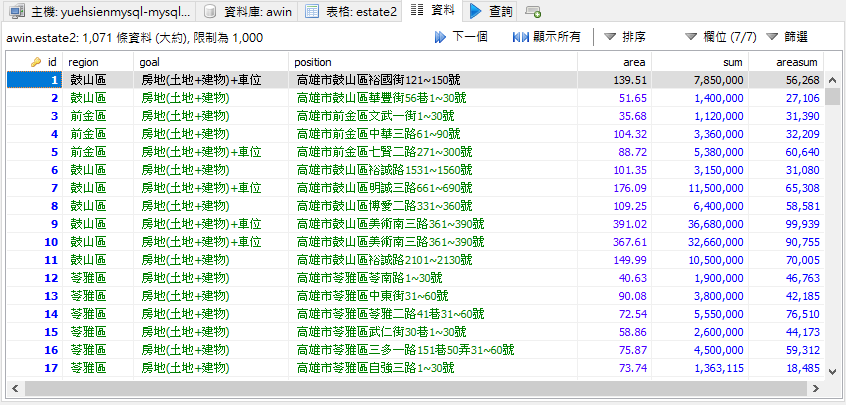 主機: yuehsienmysql-mysql... 資料庫: awin 表格: estate2 資料 查詢
awin.estate2: 1,071 條資料 (大約), 限制為 1,000 下一個 顯示所有 排序 欄位 (7/7) 篩選
id region goal position area sum areasum
1 鼓山區 房地(土地+建物)+車位 高雄市鼓山區裕國街121~150號 139.51 7,850,000 56,268
2 鼓山區 房地(土地+建物) 高雄市鼓山區華豐街56巷1~30號 51.65 1,400,000 27,106
3 前金區 房地(土地+建物) 高雄市前金區文武一街1~30號 35.68 1,120,000 31,390
4 前金區 房地(土地+建物) 高雄市前金區中華三路61~90號 104.32 3,360,000 32,209
5 前金區 房地(土地+建物)+車位 高雄市前金區七賢二路271~300號 88.72 5,380,000 60,640
6 鼓山區 房地(土地+建物) 高雄市鼓山區裕誠路1531~1560號 101.35 3,150,000 31,080
7 鼓山區 房地(土地+建物)+車位 高雄市鼓山區明誠三路661~690號 176.09 11,500,000 65,308
8 鼓山區 房地(土地+建物) 高雄市鼓山區博愛二路331~360號 109.25 6,400,000 58,581
9 鼓山區 房地(土地+建物)+車位 高雄市鼓山區美術南三路361~390號 391.02 36,680,000 99,939
10 鼓山區 房地(土地+建物)+車位 高雄市鼓山區美術南三路361~390號 367.61 32,660,000 90,755
11 鼓山區 房地(土地+建物) 高雄市鼓山區裕誠路2101~2130號 149.99 10,500,000 70,005
12 苓雅區 房地(土地+建物) 高雄市苓雅區苓南路1~30號 40.63 1,900,000 46,763
13 苓雅區 房地(土地+建物) 高雄市苓雅區中東街31~60號 90.08 3,800,000 42,185
14 苓雅區 房地(土地+建物) 高雄市苓雅區苓雅二路41巷31~60號 72.54 5,550,000 76,510
15 苓雅區 房地(土地+建物) 高雄市苓雅區武仁街30巷1~30號 58.86 2,600,000 44,173
16 苓雅區 房地(土地+建物) 高雄市苓雅區三多一路151巷50弄31~60號 75.87 4,500,000 59,312
17 苓雅區 房地(土地+建物) 高雄市苓雅區自強三路1~30號 73.74 1,363,115 18,485